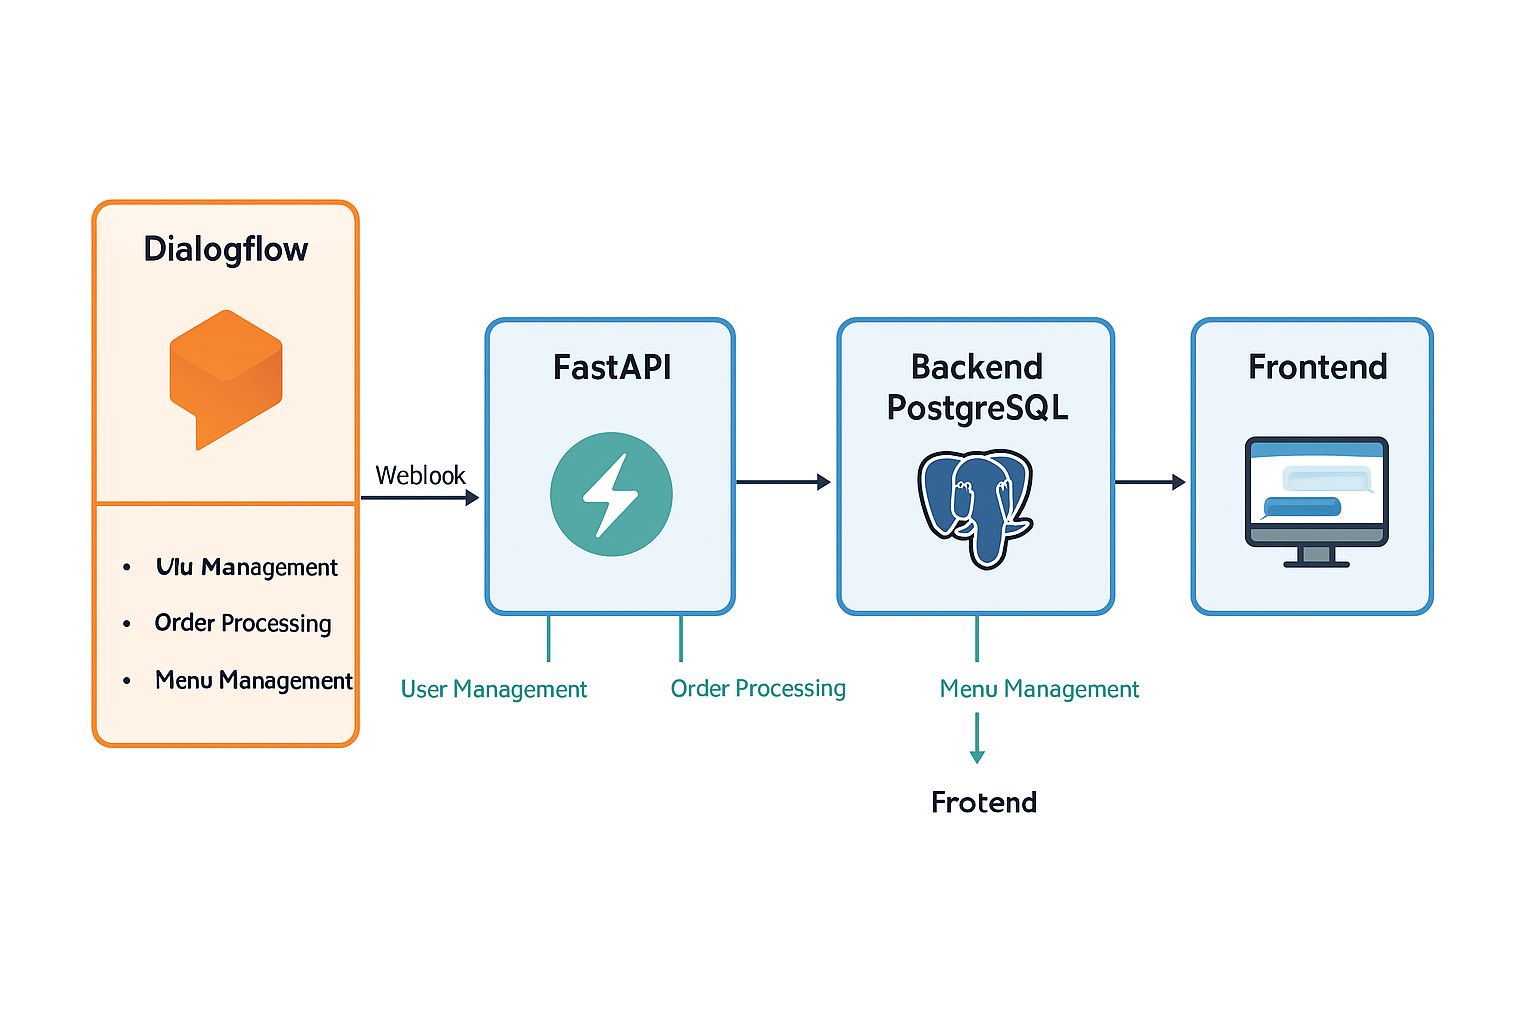 Dialogflow
Weblook
• Ulu Management
• Order Processing
• Menu Management
FastAPI
User Management
Order Processing
Backend
PostgreSQL
Menu Management
Frotend
Frontend